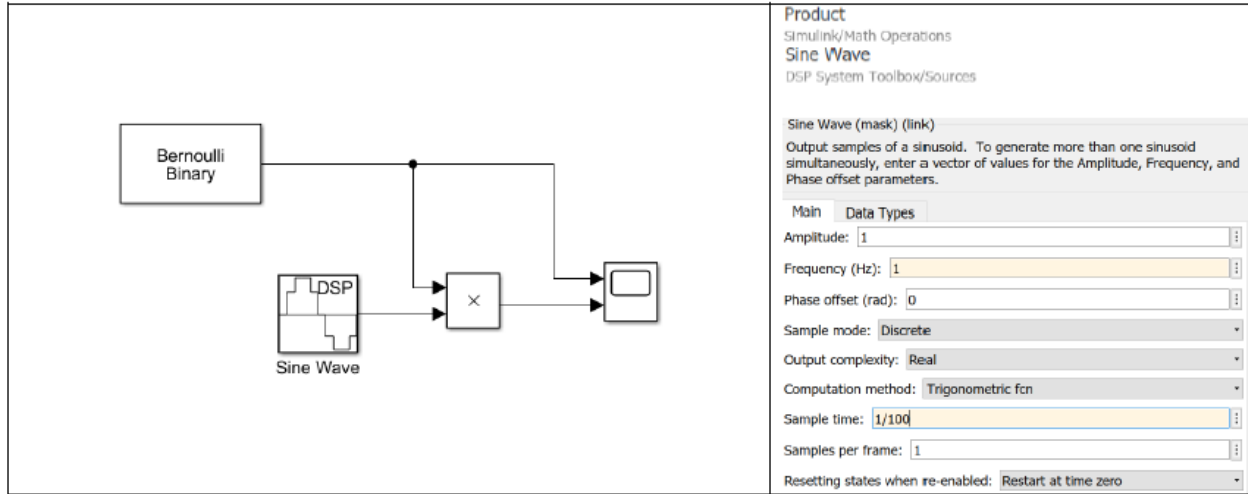 Bernoulli
Binary
DSP
Sine Wave
×
Product
Simulink/Math Operations
Sine Wave
DSP System Toolbox/Sources
Sine Wave (mask) (link)
Output samples of a sinusoid.  To generate more than one sinusoid
simultaneously, enter a vector of values for the Amplitude, Frequency, and
Phase offset parameters.
Main Data Types
Amplitude: 1
Frequency (Hz): 1
Phase offset (rad): 0
Sample mode: Discrete
Output complexity: Real
Computation method: Trigonometric fcn
Sample time: 1/100
Samples per frame: 1
Resetting states when re-enabled: Restart at time zero